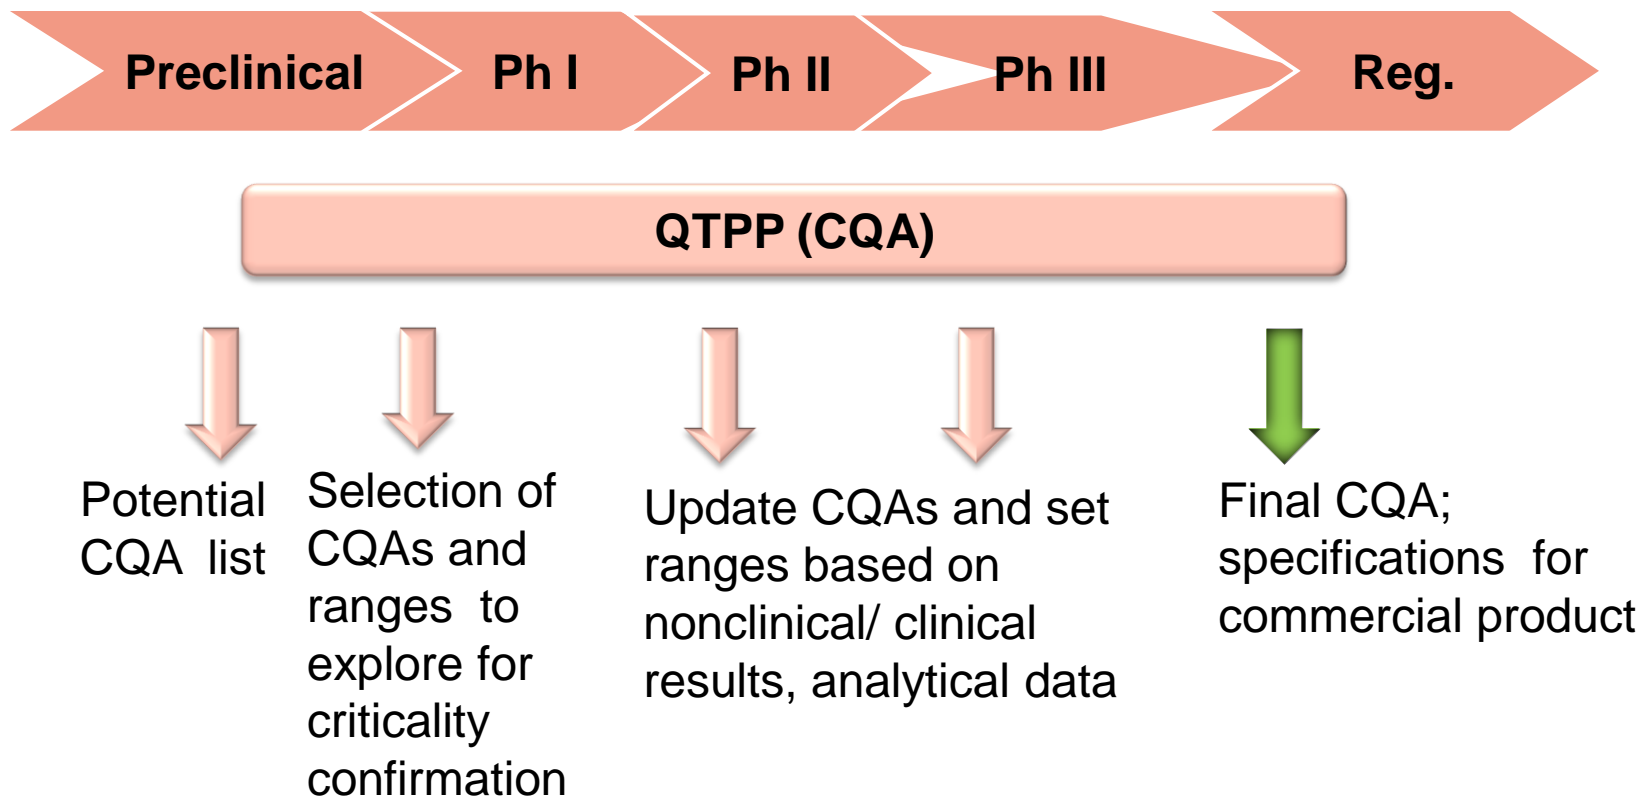 Preclinical
Ph I
Ph II
Ph III
Reg.
QTPP (CQA)
Potential
CQA list
Selection of
CQAs and
ranges to
explore for
criticality
confirmation
Update CQAs and set
ranges based on
nonclinical/ clinical
results, analytical data
Final CQA;
specifications for
commercial product